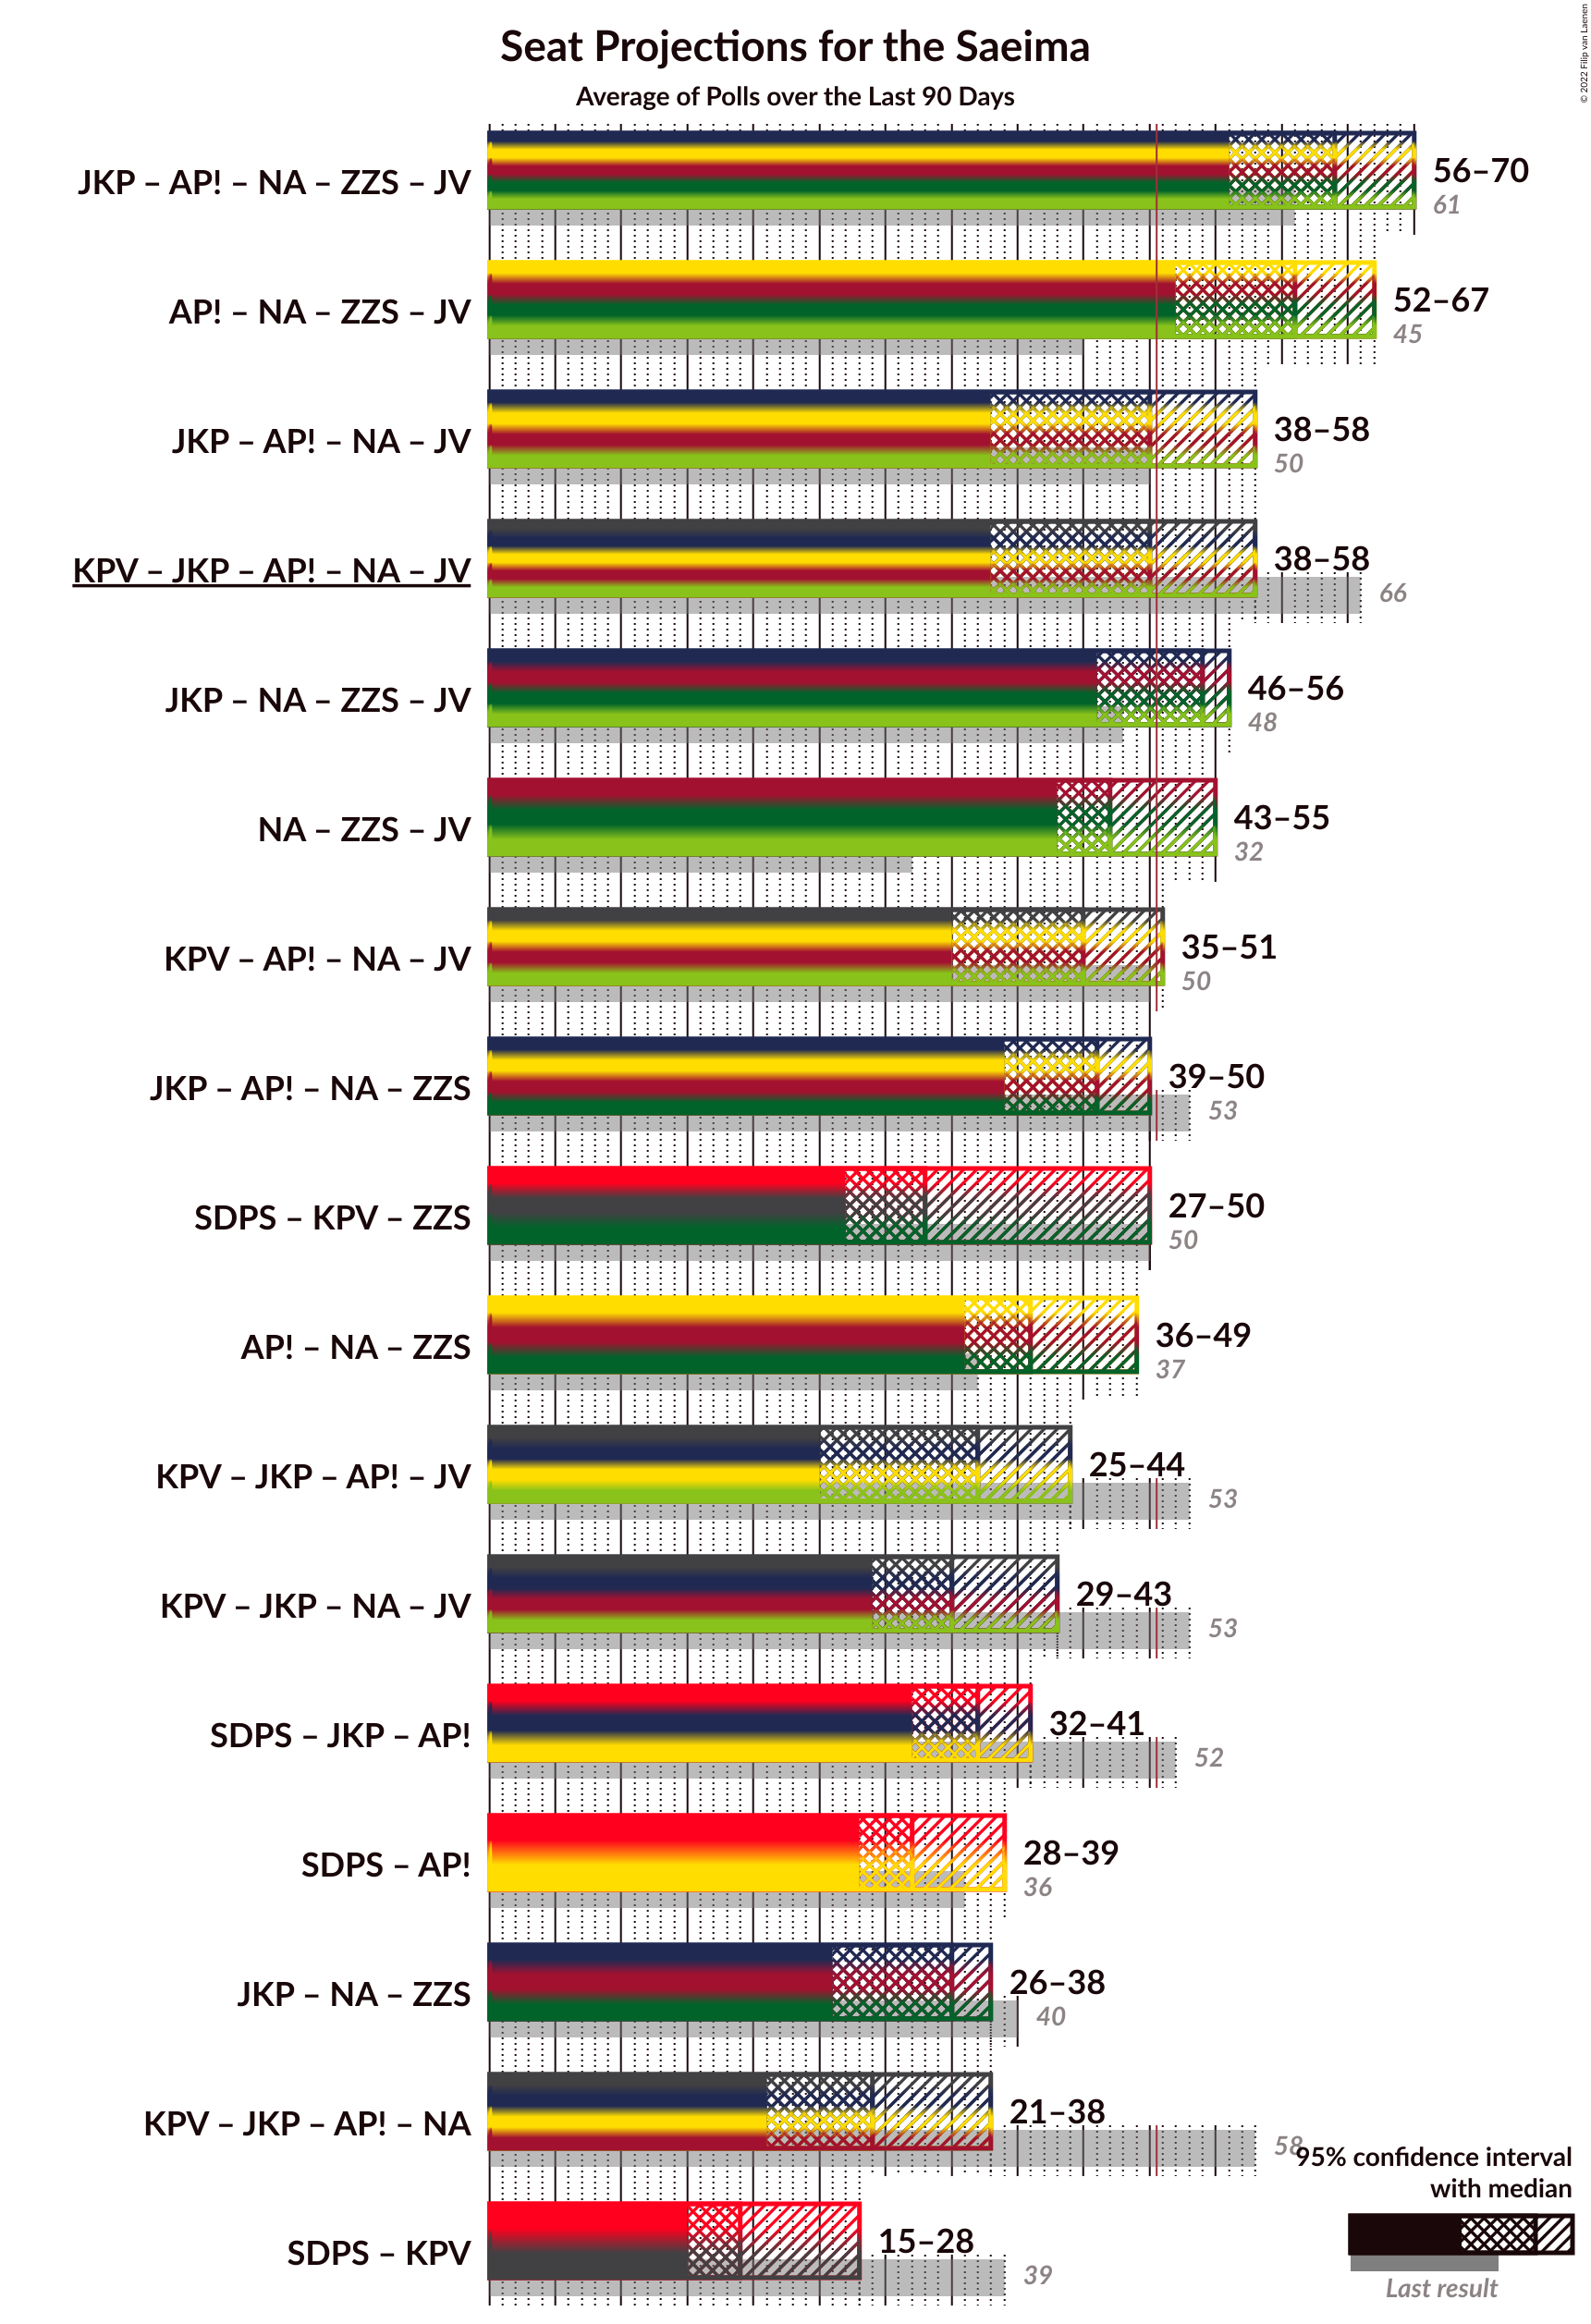 Seat Projections for the Saeima
Average of Polls over the Last 90 Days
© 2022 Filip van Laenen
JKP – AP! – NA – ZZS – JV
56–70
61
AP! – NA – ZZS – JV
52–67
45
JKP – AP! – NA – JV
38–58
50
KPV – JKP – AP! – NA – JV
38–58
66
JKP – NA – ZZS – JV
46–56
48
NA – ZZS – JV
43–55
32
KPV – AP! – NA – JV
35–51
50
JKP – AP! – NA – ZZS
39–50
53
SDPS – KPV – ZZS
27–50
50
AP! – NA – ZZS
36–49
37
KPV – JKP – AP! – JV
25–44
53
KPV – JKP – NA – JV
29–43
53
SDPS – JKP – AP!
32–41
52
SDPS – AP!
28–39
36
JKP – NA – ZZS
26–38
40
KPV – JKP – AP! – NA
21–38
58
SDPS – KPV
15–28
39
95% confidence interval
with median
Last result